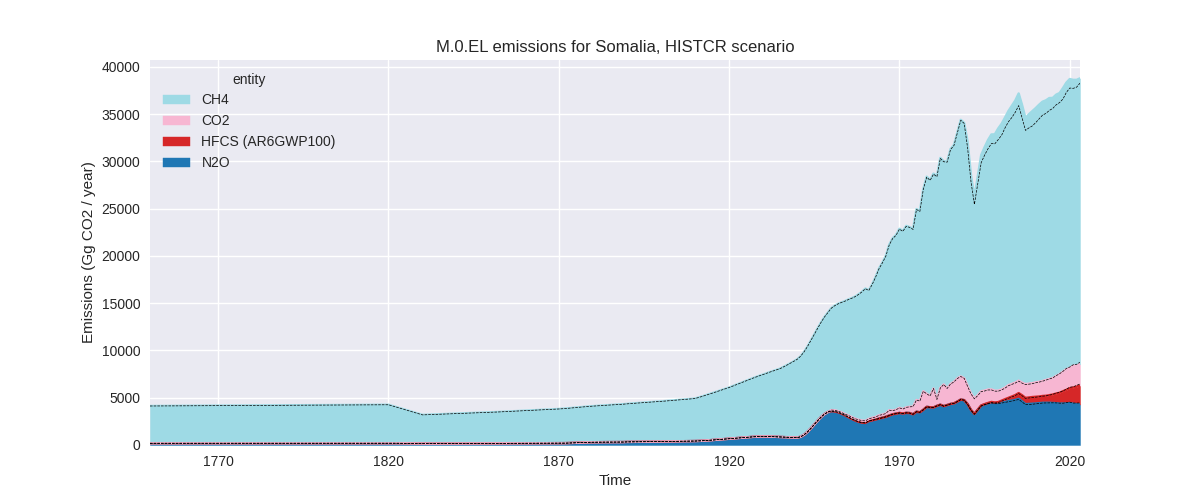 M.0.EL emissions for Somalia, HISTCR scenario
Emissions (Gg CO2 / year)
40000
35000
30000
25000
20000
15000
10000
5000
0
entity
CH4
CO2
HFCS (AR6GWP100)
N2O
1770
1820
1870
1920
1970
2020
Time